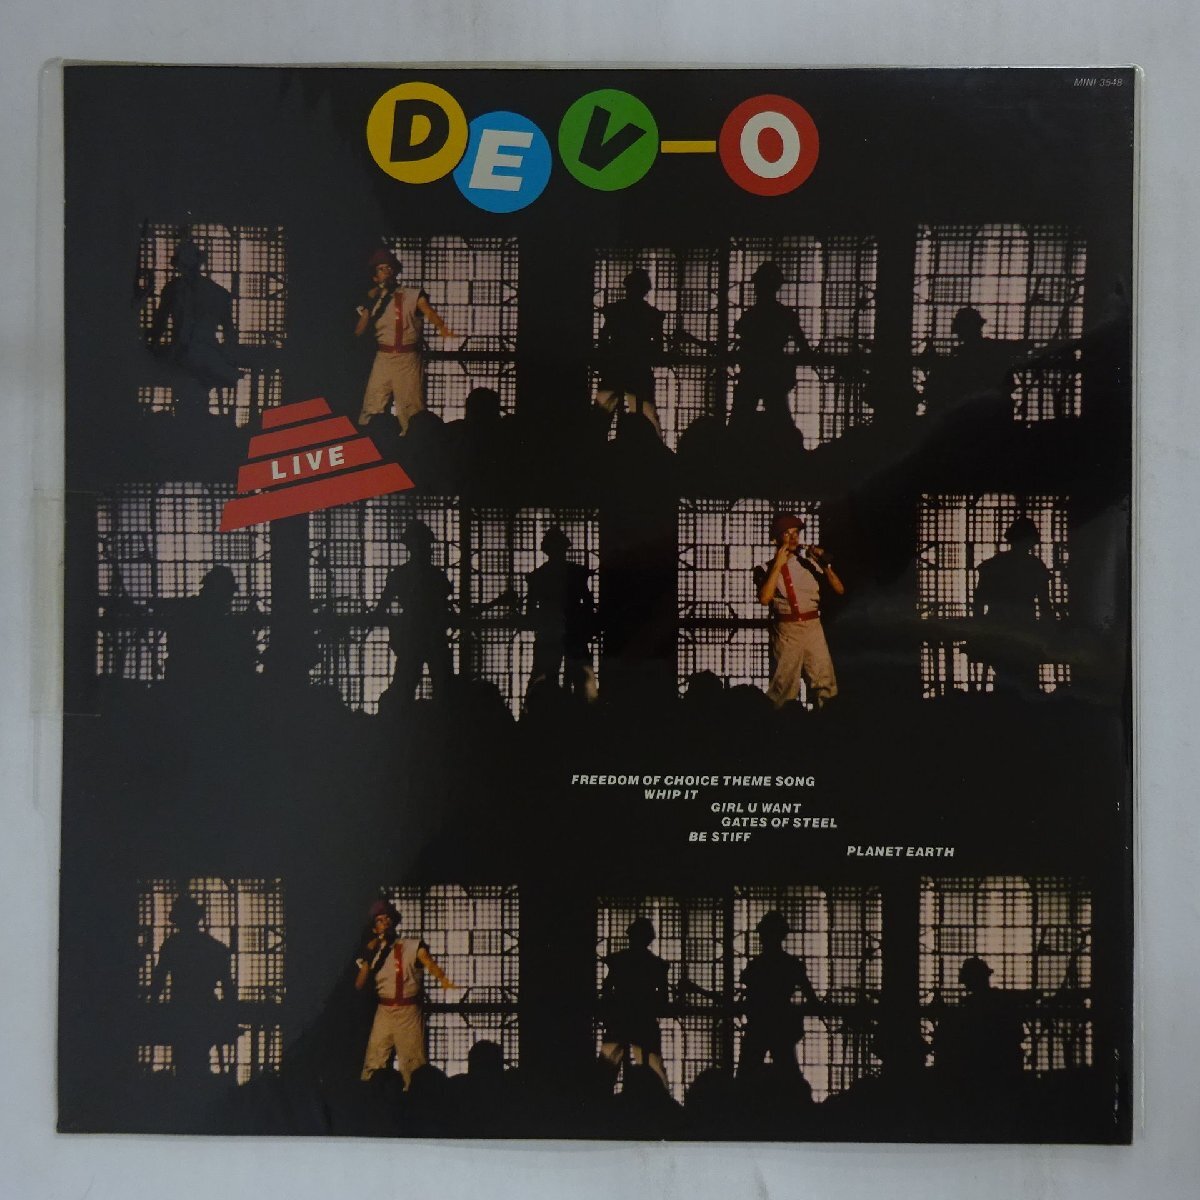 MINI 3548
DEV-O
LIVE
FREEDOM OF CHOICE THEME SONG
WHIP IT
GIRL U WANT
GATES OF STEEL
BE STIFF
PLANET EARTH